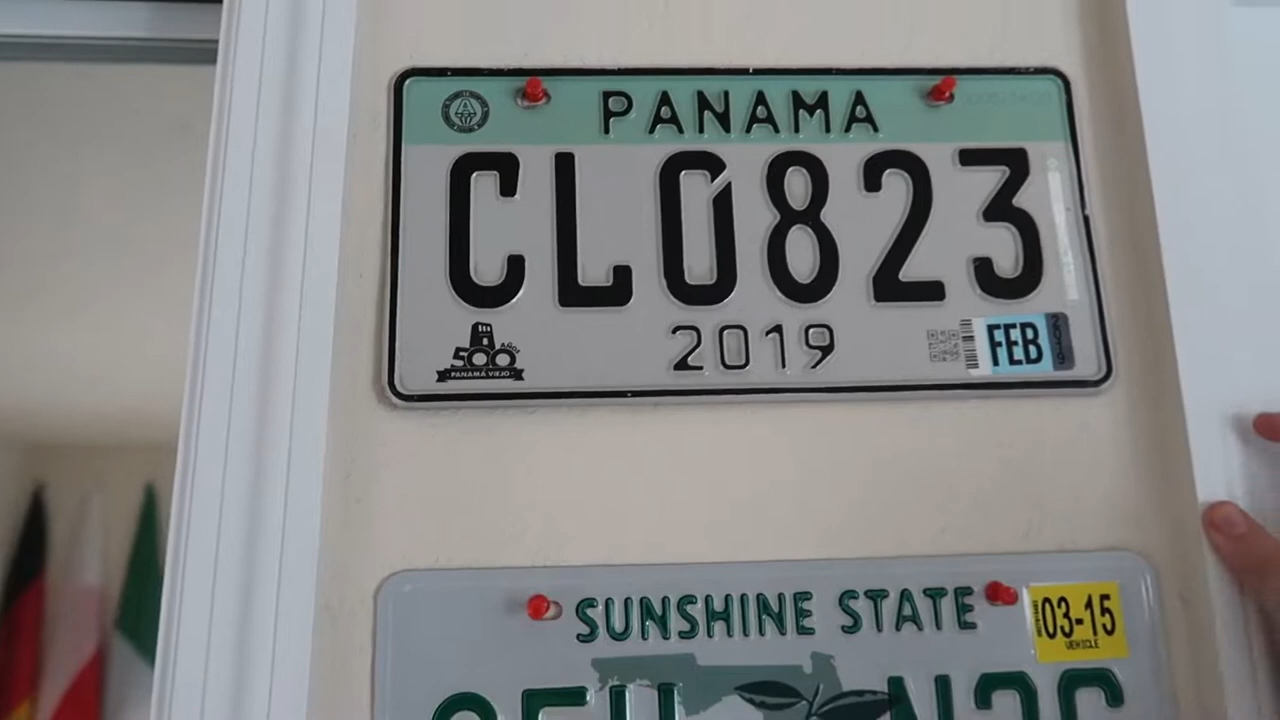 PANAMA
CL0823
500 AÑOS
PANAMÁ VIEJO
2019
FEB
SUNSHINE STATE
03-15
VEHICLE